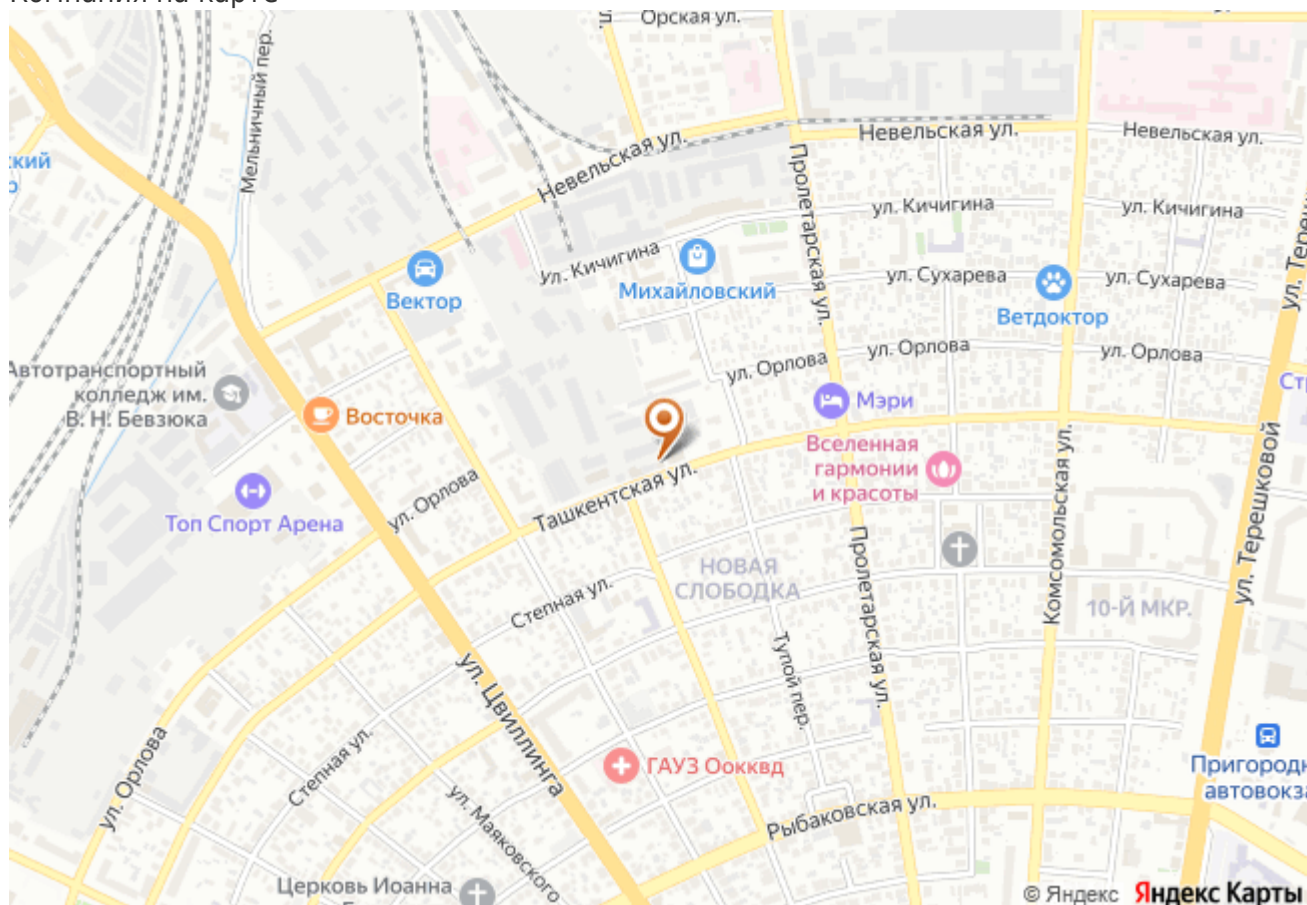 Компания на карте
Орская ул.
Мельничный пер.
Невельская ул.
Невельская ул.
Невельская ул.
Пролетарская ул.
ул. Кичигина
ул. Кичигина
ул. Кичигина
Вектор
Михайловский
ул. Сухарева
ул. Сухарева
Ветдоктор
ул. Орлова
ул. Орлова
ул. Орлова
Автотранспортный
колледж им.
В. Н. Бевзюка
Восточка
Мэри
Вселенная
гармонии
и красоты
Ташкентская ул.
Топ Спорт Арена
ул. Орлова
Комсомольская ул.
ул. Терешковой
НОВАЯ
СЛОБОДКА
Степная ул.
Пролетарская ул.
10-Й МКР.
Тупой пер.
ул. Цвиллинга
ГАУЗ Оокквд
Степная ул.
ул. Орлова
ул. Маяковского
Рыбаковская ул.
Церковь Иоанна
© Яндекс Яндекс Карты